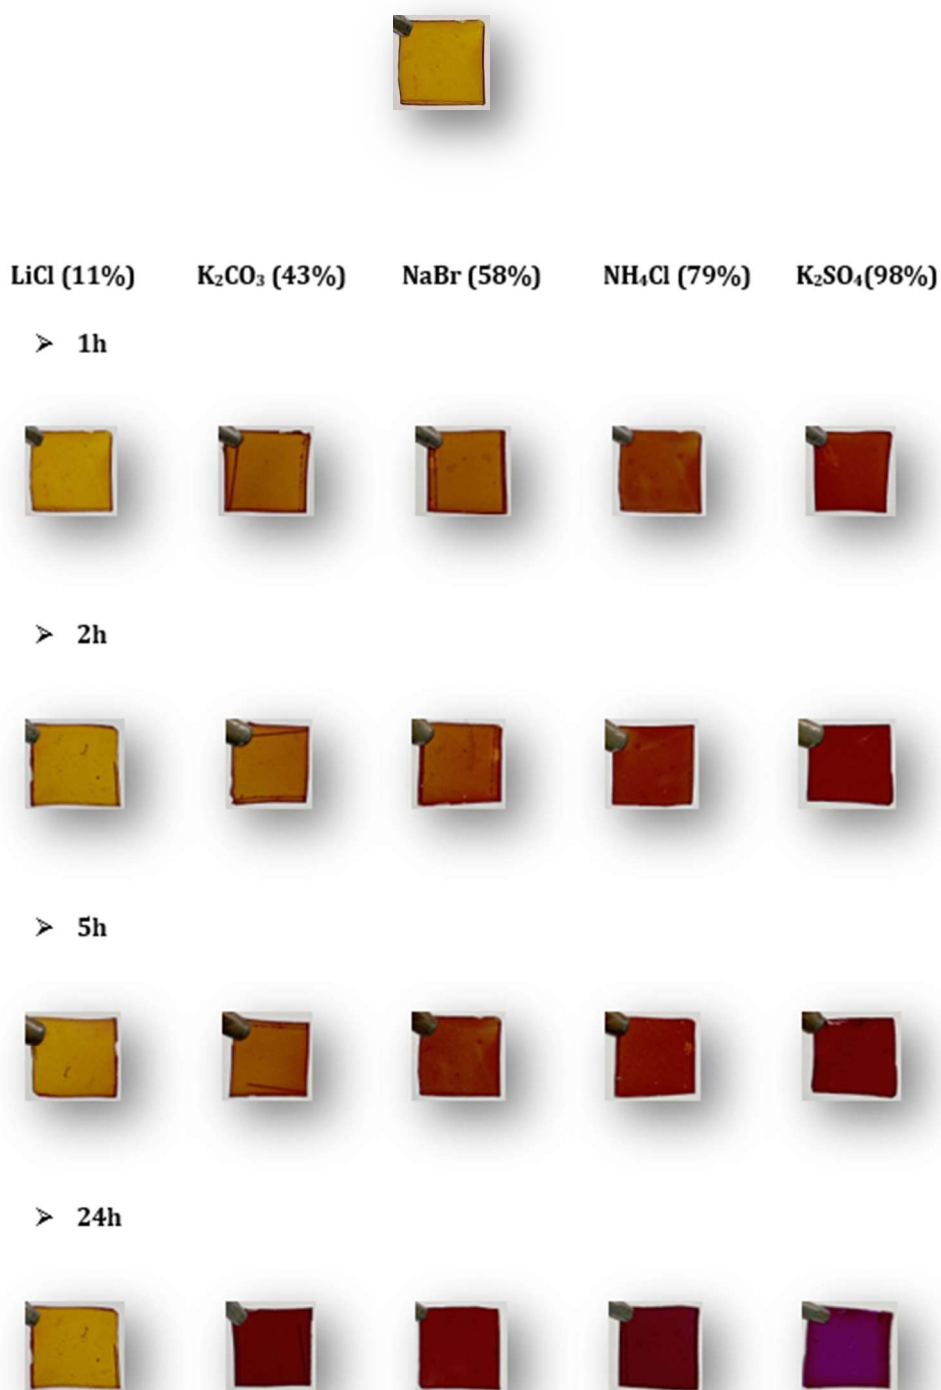 LiCl (11%) K₂CO₃ (43%) NaBr (58%) NH₄Cl (79%) K₂SO₄(98%)
➢ 1h
➢ 2h
➢ 5h
➢ 24h